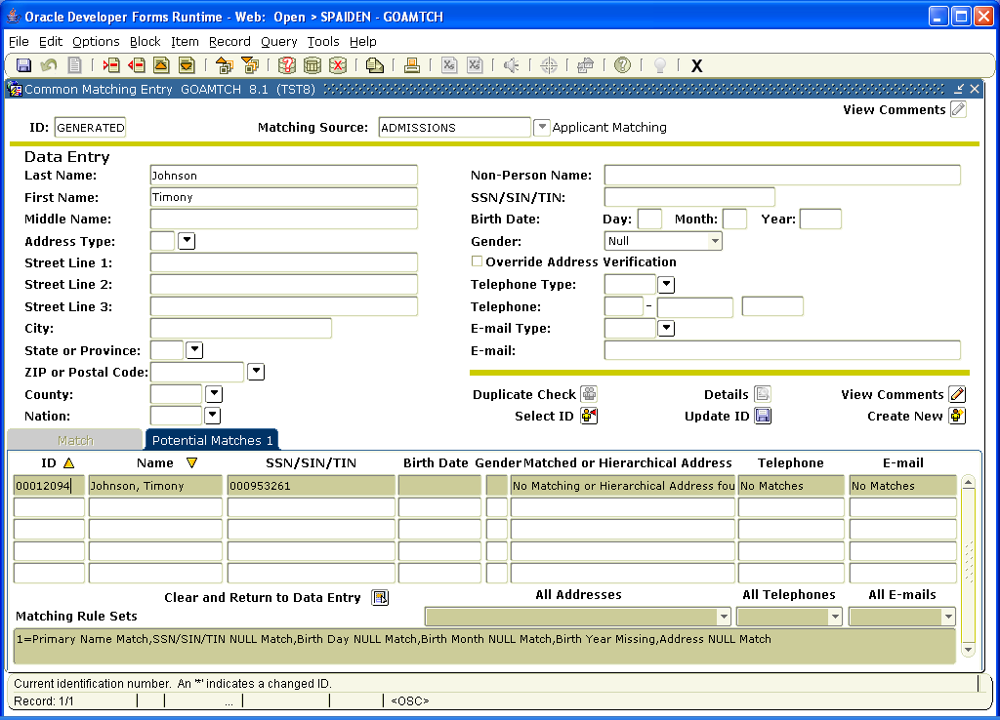 Oracle Developer Forms Runtime - Web: Open > SPAIDEN - GOAMTCH
File Edit Options Block Item Record Query Tools Help
X
Common Matching Entry GOAMTCH 8.1 (TST8)
View Comments
ID: GENERATED Matching Source: ADMISSIONS Applicant Matching
Data Entry
Last Name: Johnson Non-Person Name:
First Name: Timony SSN/SIN/TIN:
Middle Name: Birth Date: Day: Month: Year:
Address Type: Gender: Null
Street Line 1: Override Address Verification
Street Line 2: Telephone Type:
Street Line 3: Telephone: -
City: E-mail Type:
State or Province: E-mail:
ZIP or Postal Code:
County: Duplicate Check Details View Comments
Nation: Select ID Update ID Create New
Match Potential Matches 1
ID Name SSN/SIN/TIN Birth Date Gender Matched or Hierarchical Address Telephone E-mail
00012094 Johnson, Timony 000953261 No Matching or Hierarchical Address fou No Matches No Matches
Clear and Return to Data Entry All Addresses All Telephones All E-mails
Matching Rule Sets
1=Primary Name Match,SSN/SIN/TIN NULL Match,Birth Day NULL Match,Birth Month NULL Match,Birth Year Missing,Address NULL Match
Current identification number. An '*' indicates a changed ID.
Record: 1/1 ... <OSC>